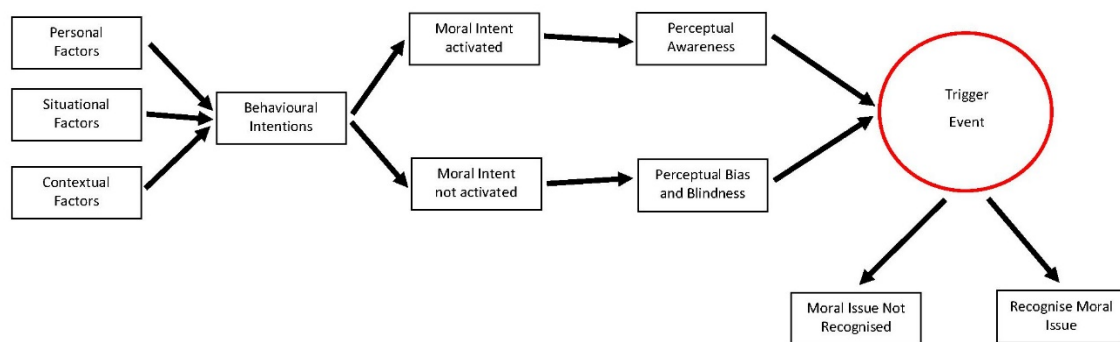 Personal
Factors
Situational
Factors
Contextual
Factors
Behavioural
Intentions
Moral Intent
activated
Moral Intent
not activated
Perceptual
Awareness
Perceptual Bias
and Blindness
Trigger
Event
Moral Issue Not
Recognised
Recognise Moral
Issue